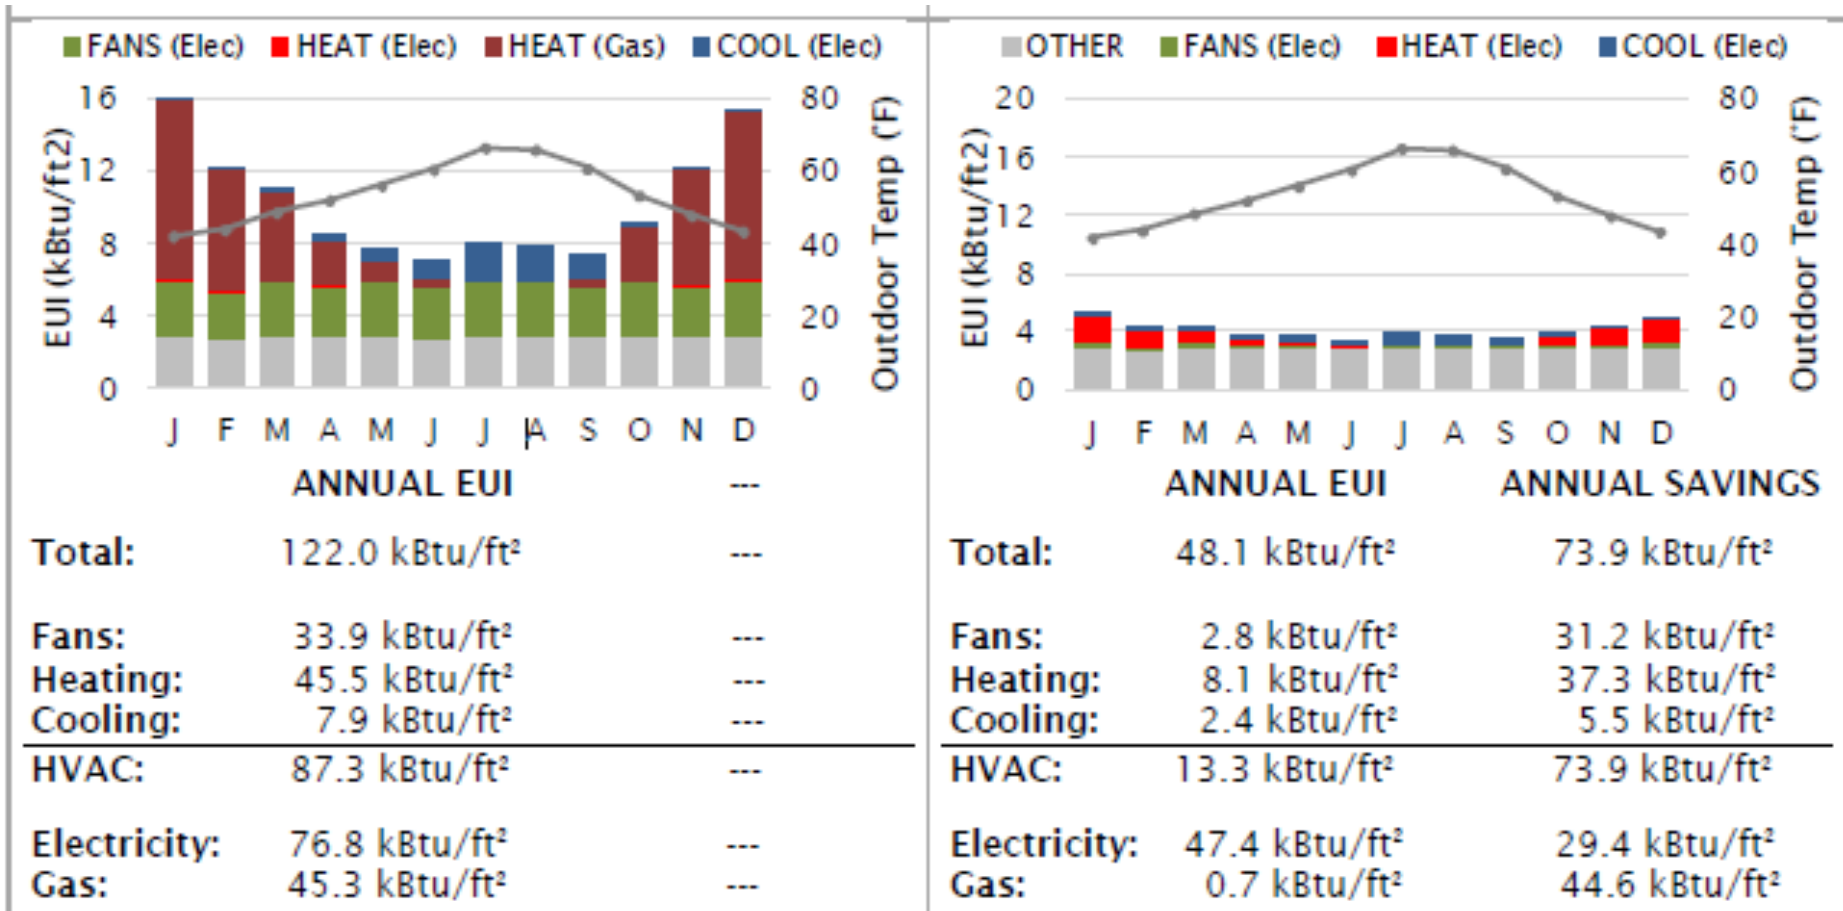 FANS (Elec) HEAT (Elec) HEAT (Gas) COOL (Elec)
EUI (kBtu/ft2)
16
12
8
4
0
80
60
40
20
0
Outdoor Temp (°F)
J F M A M J J A S O N D
ANNUAL EUI ---
Total: 122.0 kBtu/ft² ---
Fans: 33.9 kBtu/ft² ---
Heating: 45.5 kBtu/ft² ---
Cooling: 7.9 kBtu/ft² ---
HVAC: 87.3 kBtu/ft² ---
Electricity: 76.8 kBtu/ft² ---
Gas: 45.3 kBtu/ft² ---
OTHER FANS (Elec) HEAT (Elec) COOL (Elec)
EUI (kBtu/ft2)
20
16
12
8
4
0
80
60
40
20
0
Outdoor Temp (°F)
J F M A M J J A S O N D
ANNUAL EUI ANNUAL SAVINGS
Total: 48.1 kBtu/ft² 73.9 kBtu/ft²
Fans: 2.8 kBtu/ft² 31.2 kBtu/ft²
Heating: 8.1 kBtu/ft² 37.3 kBtu/ft²
Cooling: 2.4 kBtu/ft² 5.5 kBtu/ft²
HVAC: 13.3 kBtu/ft² 73.9 kBtu/ft²
Electricity: 47.4 kBtu/ft² 29.4 kBtu/ft²
Gas: 0.7 kBtu/ft² 44.6 kBtu/ft²